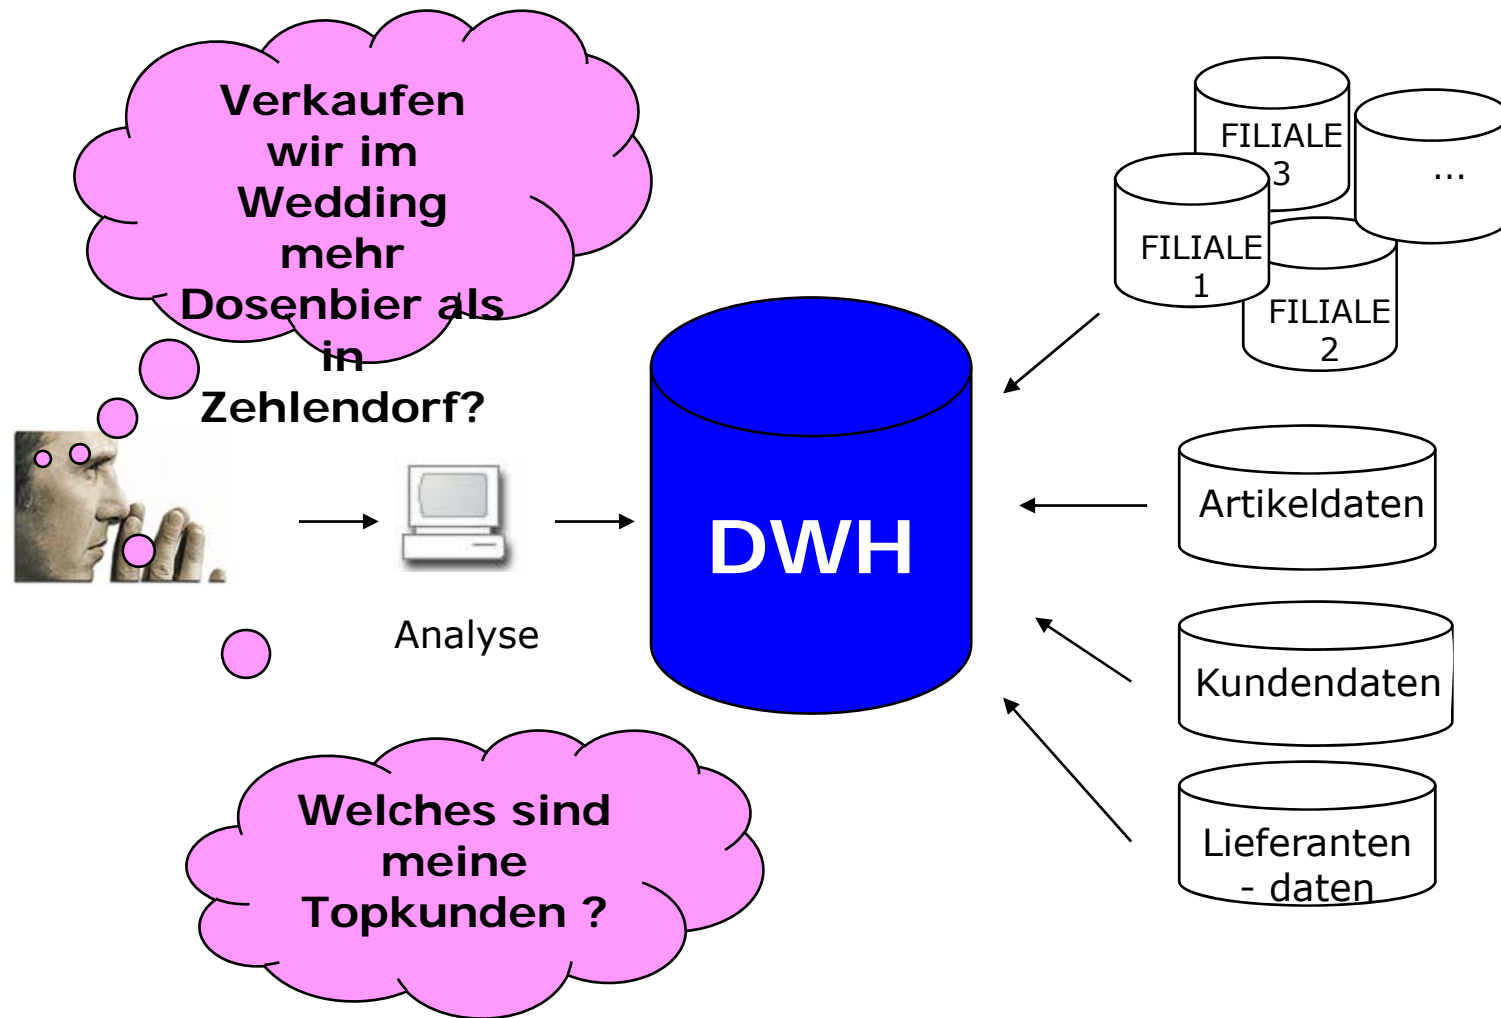 Verkaufen
wir im
Wedding
mehr
Dosenbier als
in
Zehlendorf?
FILIALE
3
...
FILIALE
1
FILIALE
2
DWH
Artikeldaten
Analyse
Kundendaten
Welches sind
meine
Topkunden ?
Lieferanten
- daten